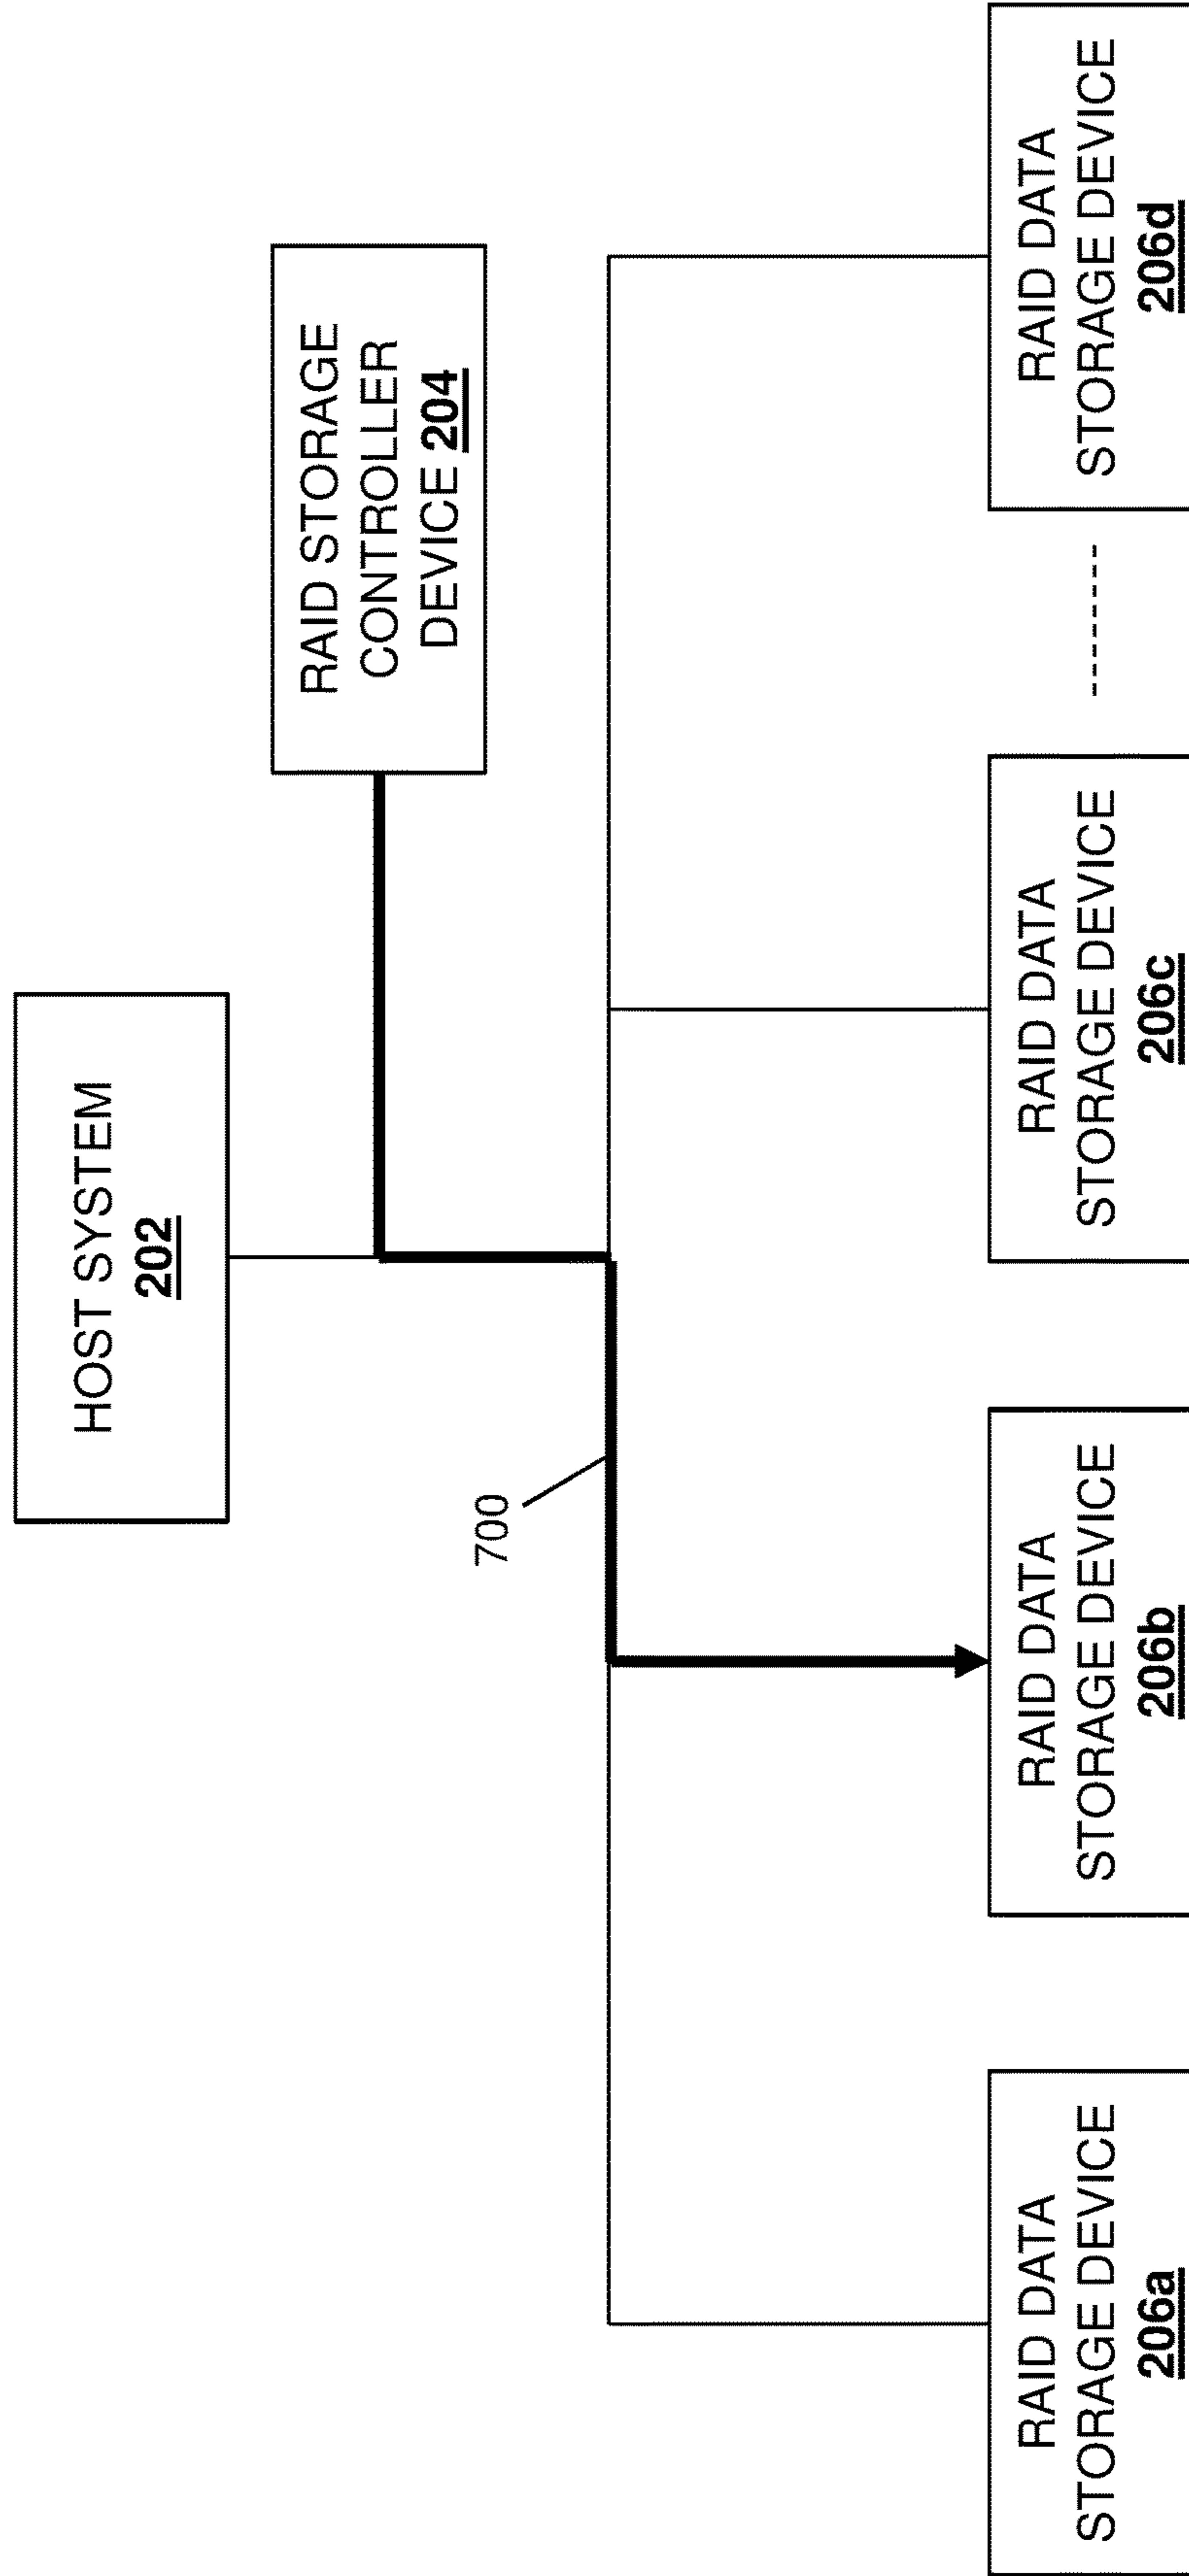 HOST SYSTEM
202
RAID STORAGE
CONTROLLER
DEVICE 204
700
RAID DATA
STORAGE DEVICE
206a
RAID DATA
STORAGE DEVICE
206b
RAID DATA
STORAGE DEVICE
206c
RAID DATA
STORAGE DEVICE
206d